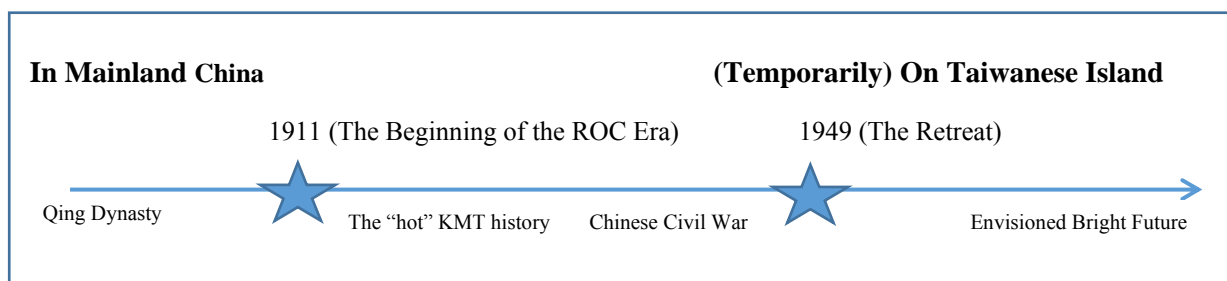 In Mainland China
(Temporarily) On Taiwanese Island
1911 (The Beginning of the ROC Era)
1949 (The Retreat)
Qing Dynasty
The “hot” KMT history
Chinese Civil War
Envisioned Bright Future